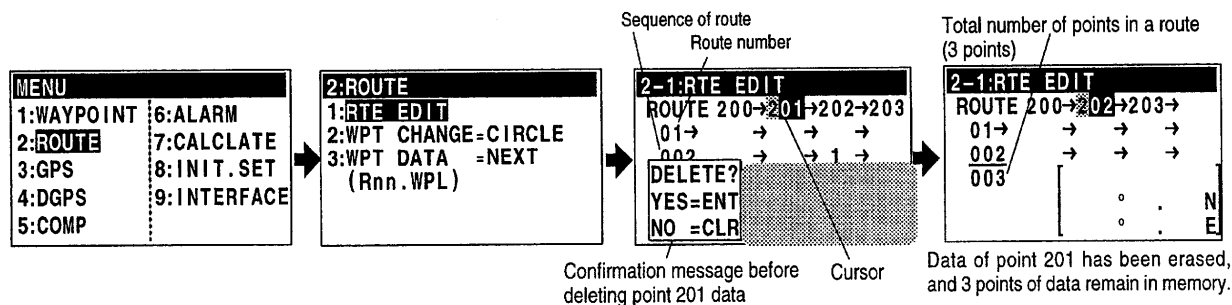 Sequence of route
Route number
Total number of points in a route
(3 points)
MENU
1:WAYPOINT 6:ALARM
2:ROUTE 7:CALCLATE
3:GPS 8:INIT.SET
4:DGPS 9:INTERFACE
5:COMP
2:ROUTE
1:RTE EDIT
2:WPT CHANGE=CIRCLE
3:WPT DATA =NEXT
(Rnn.WPL)
2-1:RTE EDIT
ROUTE 200→201→202→203
01→ → → →
002 → → 1 →
DELETE?
YES=ENT
NO =CLR
Confirmation message before
deleting point 201 data
Cursor
2-1:RTE EDIT
ROUTE 200→202→203→
01→ → → →
002 → → →
003
° . N
° . E
Data of point 201 has been erased,
and 3 points of data remain in memory.